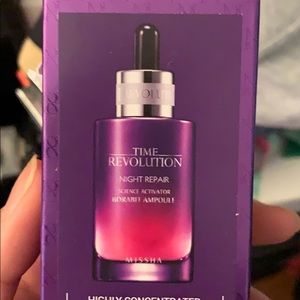 TIME
REVOLUTION
NIGHT REPAIR
SCIENCE ACTIVATOR
BORABIT AMPOULE
MISSHA
HIGHLY CONCENTRATED